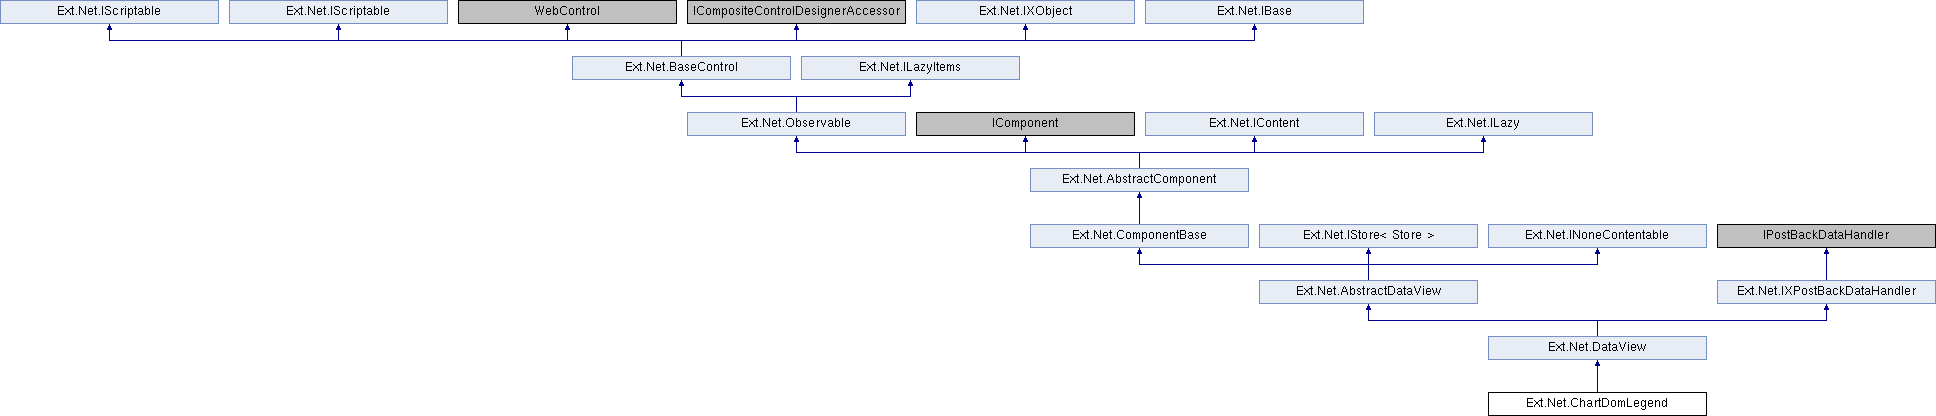 Ext.Net.IScriptable
Ext.Net.IScriptable
WebControl
ICompositeControlDesignerAccessor
Ext.Net.IXObject
Ext.Net.IBase
Ext.Net.BaseControl
Ext.Net.ILazyItems
Ext.Net.Observable
IComponent
Ext.Net.IContent
Ext.Net.ILazy
Ext.Net.AbstractComponent
Ext.Net.ComponentBase
Ext.Net.IStore< Store >
Ext.Net.INoneContentable
IPostBackDataHandler
Ext.Net.AbstractDataView
Ext.Net.IXPostBackDataHandler
Ext.Net.DataView
Ext.Net.ChartDomLegend